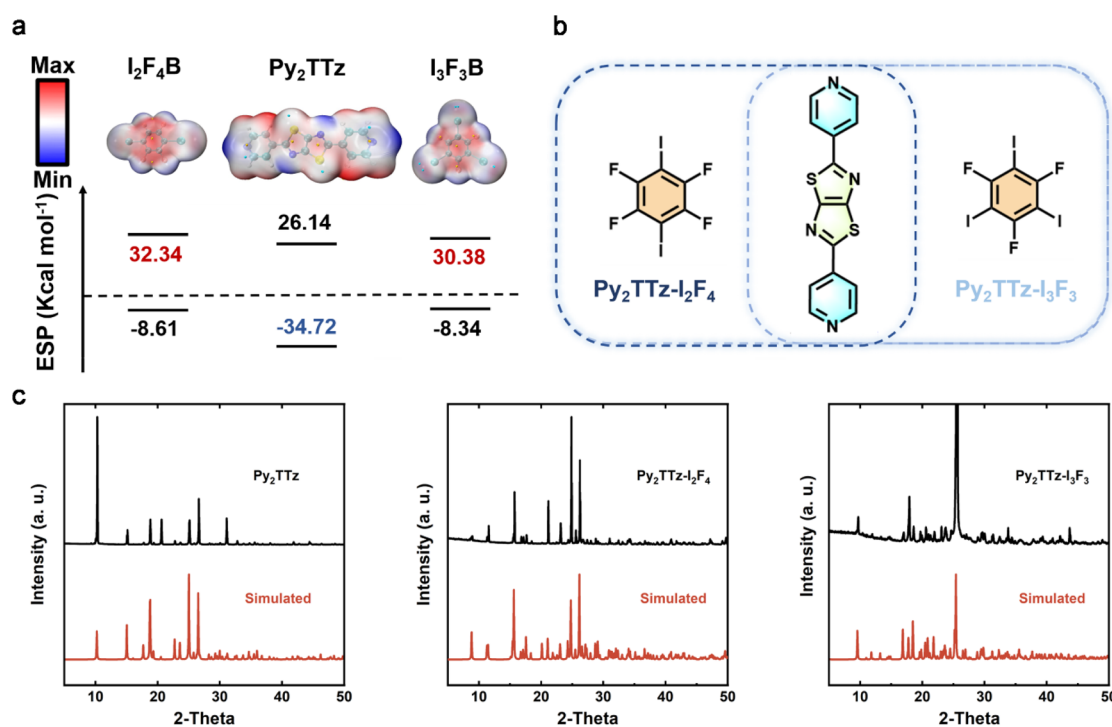 a
Max
Min
I₂F₄B
Py₂TTz
I₃F₃B
ESP (Kcal mol⁻¹)
32.34
26.14
30.38
-8.61
-34.72
-8.34
b
I
F
F
F
F
I
Py₂TTz-I₂F₄
N
S
N
N
S
N
I
F
F
I
I
F
Py₂TTz-I₃F₃
c
Intensity (a. u.)
Py₂TTz
Simulated
10
20
30
40
50
2-Theta
Intensity (a. u.)
Py₂TTz-I₂F₄
Simulated
10
20
30
40
50
2-Theta
Intensity (a. u.)
Py₂TTz-I₃F₃
Simulated
10
20
30
40
50
2-Theta